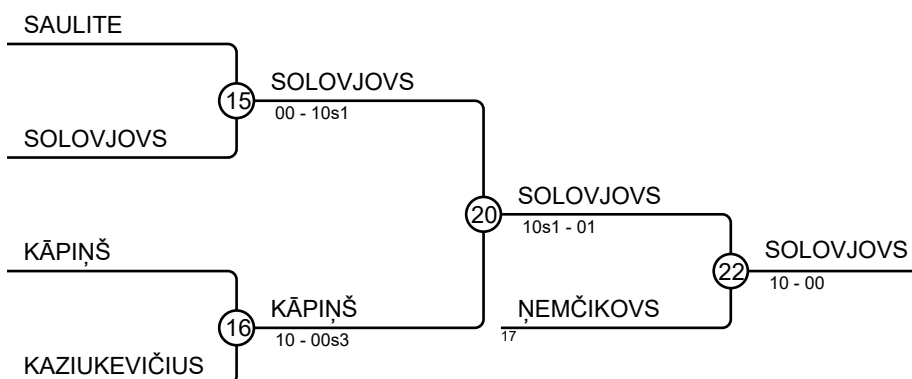 SAULITE
SOLOVJOVS
15
00 - 10s1
SOLOVJOVS
SOLOVJOVS
20
10s1 - 01
SOLOVJOVS
KĀPIŅŠ
22
10 - 00
ŅEMČIKOVS
17
KĀPIŅŠ
16
10 - 00s3
KAZIUKEVIČIUS